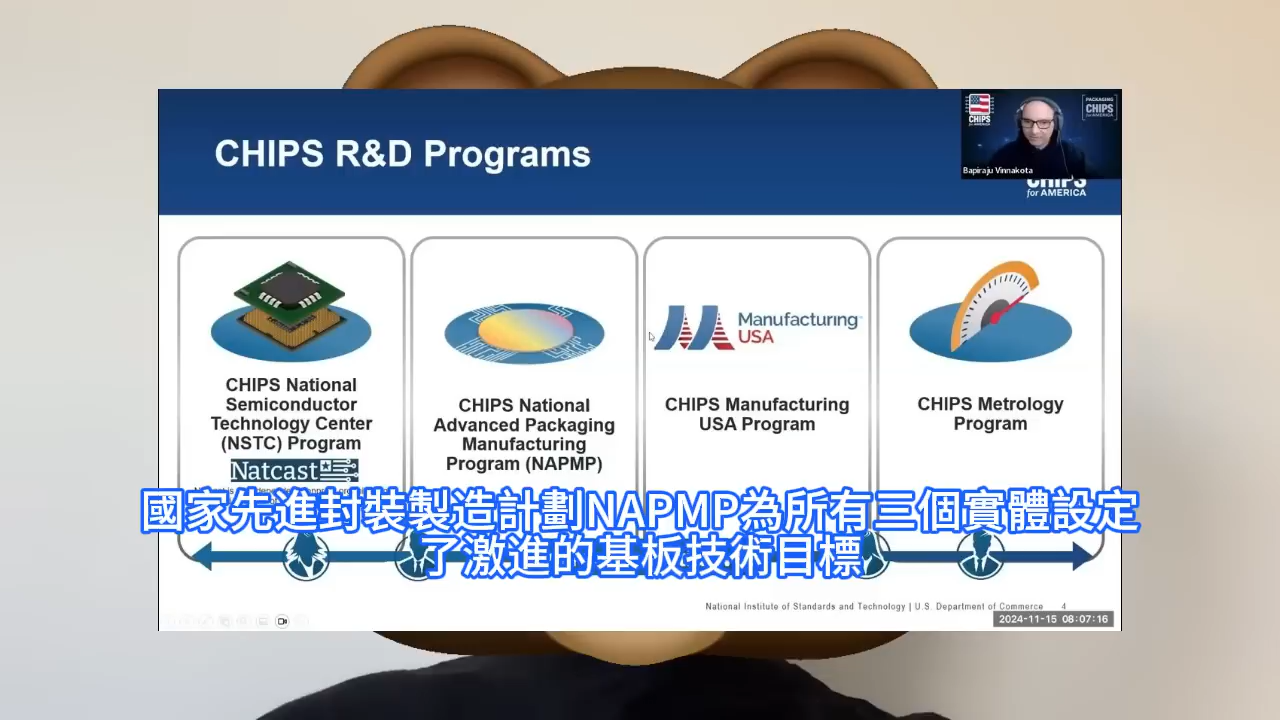 CHIPS R&D Programs
CHIPS
for AMERICA
PACKAGING
CHIPS
for AMERICA
Bapiraju Vinnakota
CHIPS
for AMERICA
CHIPS National
Semiconductor
Technology Center
(NSTC) Program
Natcast
CHIPS National
Advanced Packaging
Manufacturing
Program (NAPMP)
Manufacturing
USA
CHIPS Manufacturing
USA Program
CHIPS Metrology
Program
國家先進封裝製造計劃NAPMP為所有三個實體設定
了激進的基板技術目標
National Institute of Standards and Technology | U.S. Department of Commerce 4
2024-11-15 08:07:16